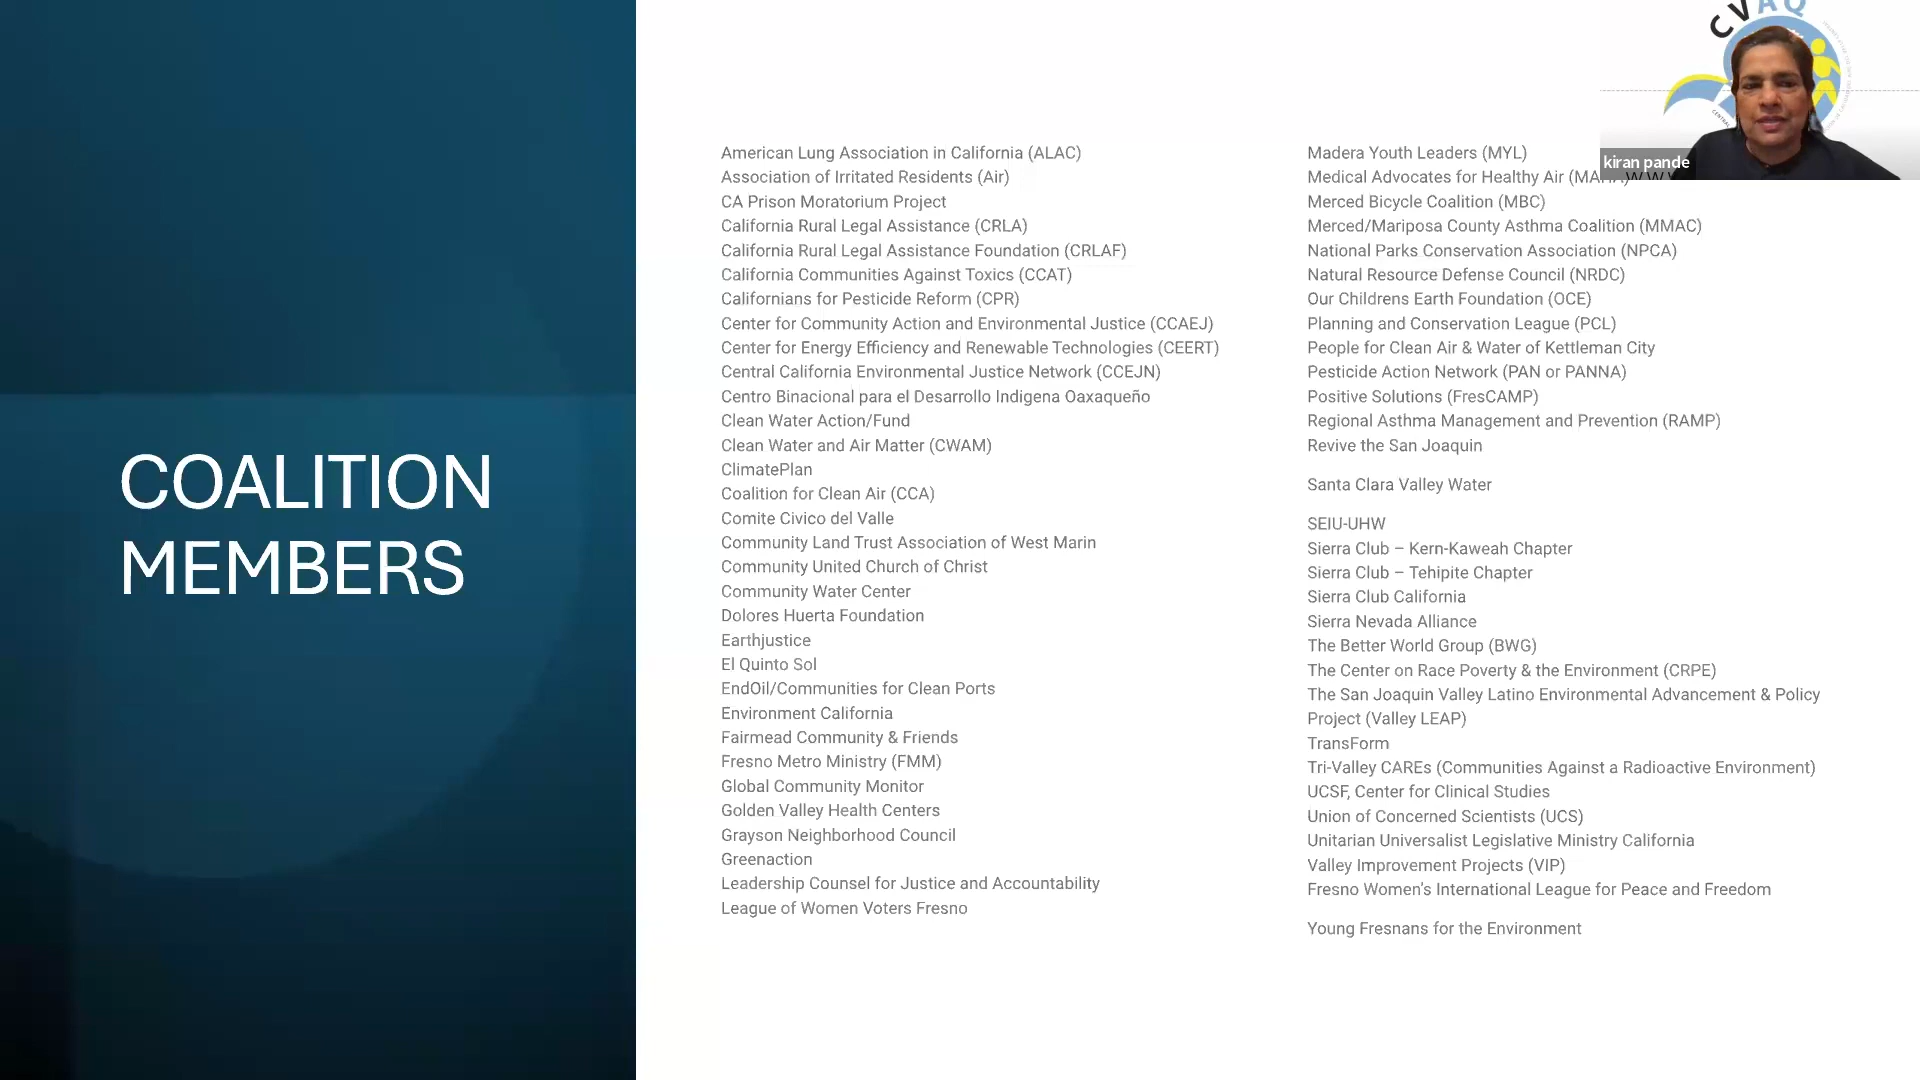 COALITION
MEMBERS
American Lung Association in California (ALAC)
Association of Irritated Residents (Air)
CA Prison Moratorium Project
California Rural Legal Assistance (CRLA)
California Rural Legal Assistance Foundation (CRLAF)
California Communities Against Toxics (CCAT)
Californians for Pesticide Reform (CPR)
Center for Community Action and Environmental Justice (CCAEJ)
Center for Energy Efficiency and Renewable Technologies (CEERT)
Central California Environmental Justice Network (CCEJN)
Centro Binacional para el Desarrollo Indigena Oaxaqueño
Clean Water Action/Fund
Clean Water and Air Matter (CWAM)
ClimatePlan
Coalition for Clean Air (CCA)
Comite Civico del Valle
Community Land Trust Association of West Marin
Community United Church of Christ
Community Water Center
Dolores Huerta Foundation
Earthjustice
El Quinto Sol
EndOil/Communities for Clean Ports
Environment California
Fairmead Community & Friends
Fresno Metro Ministry (FMM)
Global Community Monitor
Golden Valley Health Centers
Grayson Neighborhood Council
Greenaction
Leadership Counsel for Justice and Accountability
League of Women Voters Fresno
CVAQ
kiran pande
Madera Youth Leaders (MYL)
Medical Advocates for Healthy Air
Merced Bicycle Coalition (MBC)
Merced/Mariposa County Asthma Coalition (MMAC)
National Parks Conservation Association (NPCA)
Natural Resource Defense Council (NRDC)
Our Childrens Earth Foundation (OCE)
Planning and Conservation League (PCL)
People for Clean Air & Water of Kettleman City
Pesticide Action Network (PAN or PANNA)
Positive Solutions (FresCAMP)
Regional Asthma Management and Prevention (RAMP)
Revive the San Joaquin
Santa Clara Valley Water
SEIU-UHW
Sierra Club – Kern-Kaweah Chapter
Sierra Club – Tehipite Chapter
Sierra Club California
Sierra Nevada Alliance
The Better World Group (BWG)
The Center on Race Poverty & the Environment (CRPE)
The San Joaquin Valley Latino Environmental Advancement & Policy
Project (Valley LEAP)
TransForm
Tri-Valley CAREs (Communities Against a Radioactive Environment)
UCSF, Center for Clinical Studies
Union of Concerned Scientists (UCS)
Unitarian Universalist Legislative Ministry California
Valley Improvement Projects (VIP)
Fresno Women's International League for Peace and Freedom
Young Fresnans for the Environment